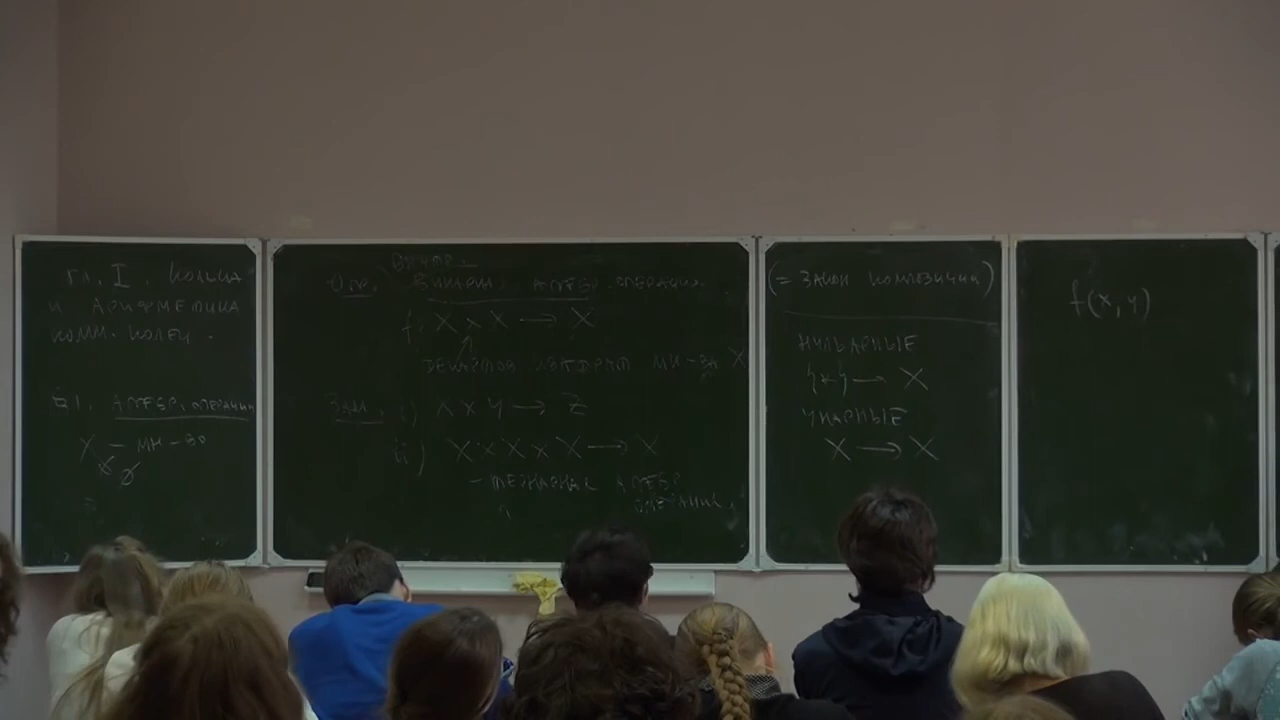 гл. I. Кольца
и арифметика
комм. колец.
§1. Алгебр. операции
X — мн-во
X ≠ ∅
внутр.
Опр. Бинарн. алгебр. операция
f: X × X → X
декартов квадрат мн-ва X
Зам. i) X × Y → Z
ii) X × X × X → X
– тернарная алгебр.
(= закон композиции)
нульарные
{*} → X
унарные
X → X
f(x, y)